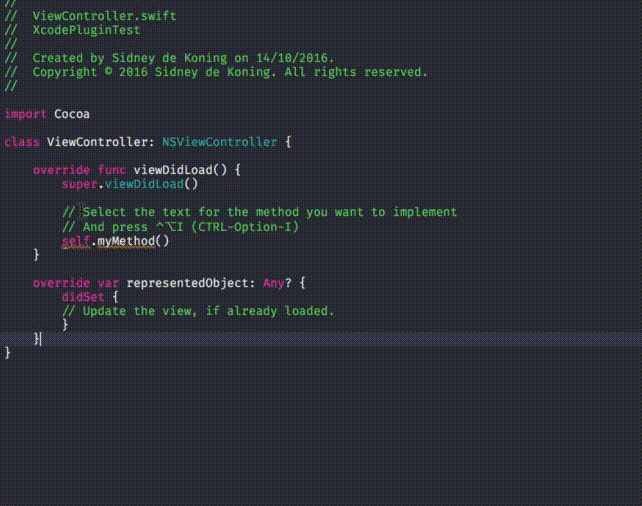 //
//  ViewController.swift
//  XcodePluginTest
//
//  Created by Sidney de Koning on 14/10/2016.
//  Copyright © 2016 Sidney de Koning. All rights reserved.
//
import Cocoa
class ViewController: NSViewController {
    override func viewDidLoad() {
        super.viewDidLoad()
        // Select the text for the method you want to implement
        // And press ^⌥I (CTRL-Option-I)
        self.myMethod()
    }
    override var representedObject: Any? {
        didSet {
        // Update the view, if already loaded.
        }
    }
}